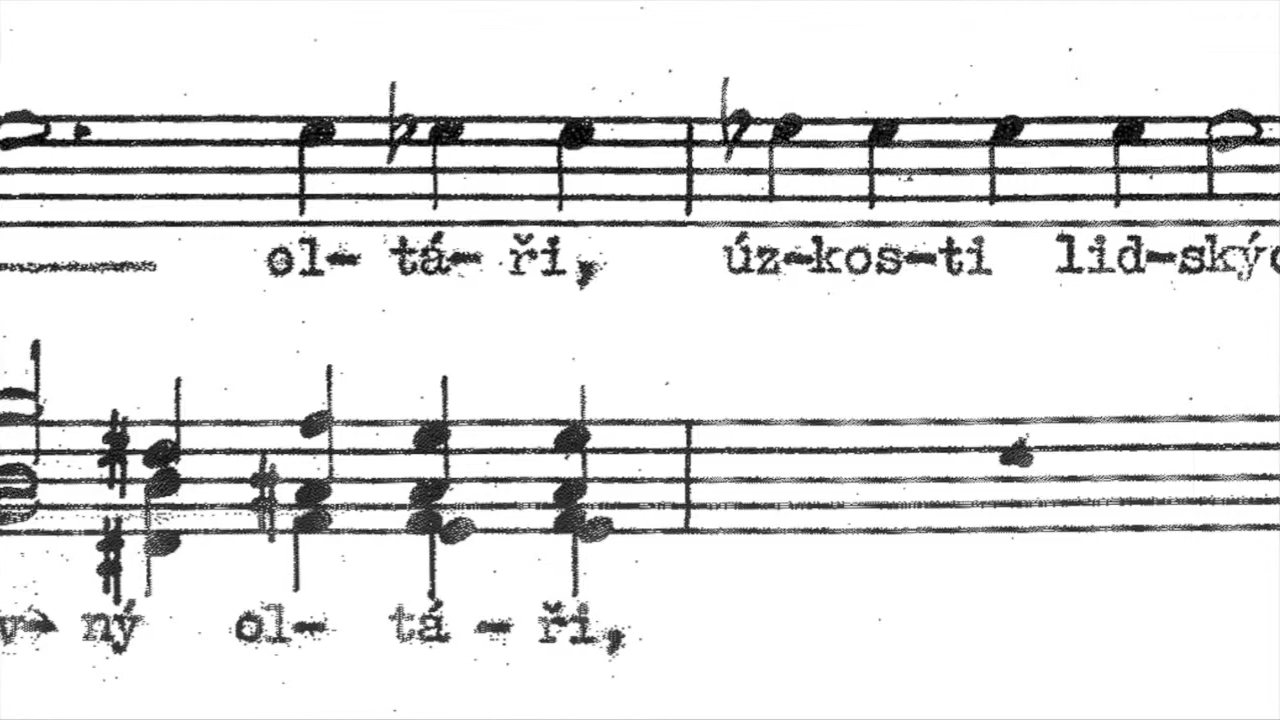 ol- tá- ři, úz-kos-ti lid-ský
ný ol- tá - ři,